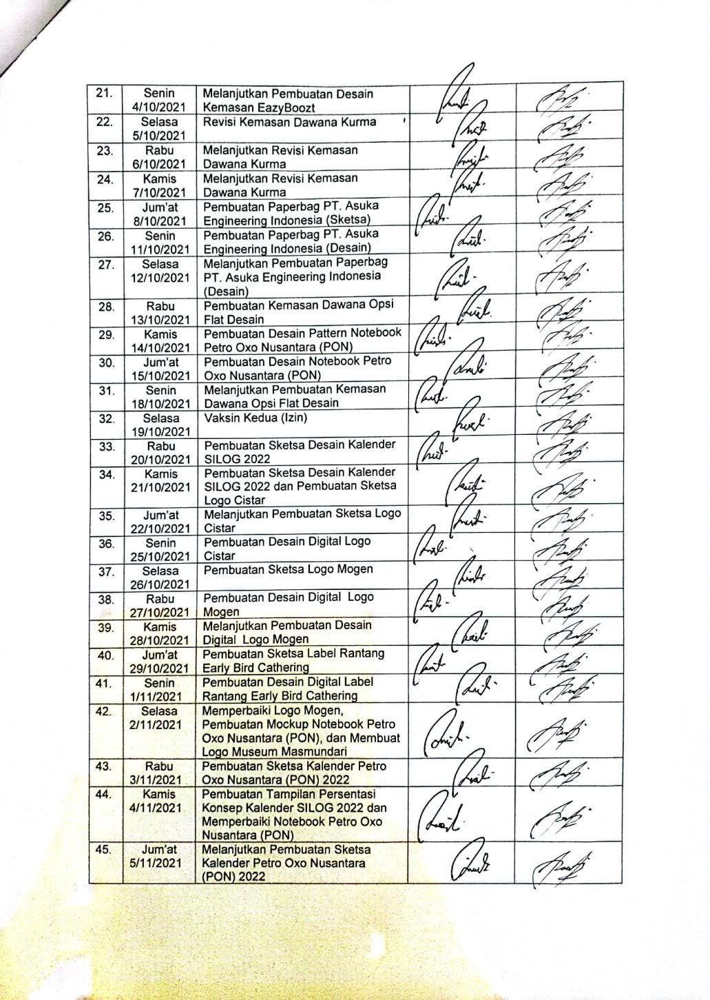 21. Senin Melanjutkan Pembuatan Desain
4/10/2021 Kemasan EazyBoozt
22. Selasa Revisi Kemasan Dawana Kurma
5/10/2021
23. Rabu Melanjutkan Revisi Kemasan
6/10/2021 Dawana Kurma
24. Kamis Melanjutkan Revisi Kemasan
7/10/2021 Dawana Kurma
25. Jum'at Pembuatan Paperbag PT. Asuka
8/10/2021 Engineering Indonesia (Sketsa)
26. Senin Pembuatan Paperbag PT. Asuka
11/10/2021 Engineering Indonesia (Desain)
27. Selasa Melanjutkan Pembuatan Paperbag
12/10/2021 PT. Asuka Engineering Indonesia
(Desain)
28. Rabu Pembuatan Kemasan Dawana Opsi
13/10/2021 Flat Desain
29. Kamis Pembuatan Desain Pattern Notebook
14/10/2021 Petro Oxo Nusantara (PON)
30. Jum'at Pembuatan Desain Notebook Petro
15/10/2021 Oxo Nusantara (PON)
31. Senin Melanjutkan Pembuatan Kemasan
18/10/2021 Dawana Opsi Flat Desain
32. Selasa Vaksin Kedua (Izin)
19/10/2021
33. Rabu Pembuatan Sketsa Desain Kalender
20/10/2021 SILOG 2022
34. Kamis Pembuatan Sketsa Desain Kalender
21/10/2021 SILOG 2022 dan Pembuatan Sketsa
Logo Cistar
35. Jum'at Melanjutkan Pembuatan Sketsa Logo
22/10/2021 Cistar
36. Senin Pembuatan Desain Digital Logo
25/10/2021 Cistar
37. Selasa Pembuatan Sketsa Logo Mogen
26/10/2021
38. Rabu Pembuatan Desain Digital Logo
27/10/2021 Mogen
39. Kamis Melanjutkan Pembuatan Desain
28/10/2021 Digital Logo Mogen
40. Jum'at Pembuatan Sketsa Label Rantang
29/10/2021 Early Bird Cathering
41. Senin Pembuatan Desain Digital Label
1/11/2021 Rantang Early Bird Cathering
42. Selasa Memperbaiki Logo Mogen,
2/11/2021 Pembuatan Mockup Notebook Petro
Oxo Nusantara (PON), dan Membuat
Logo Museum Masmundari
43. Rabu Pembuatan Sketsa Kalender Petro
3/11/2021 Oxo Nusantara (PON) 2022
44. Kamis Pembuatan Tampilan Persentasi
4/11/2021 Konsep Kalender SILOG 2022 dan
Memperbaiki Notebook Petro Oxo
Nusantara (PON)
45. Jum'at Melanjutkan Pembuatan Sketsa
5/11/2021 Kalender Petro Oxo Nusantara
(PON) 2022